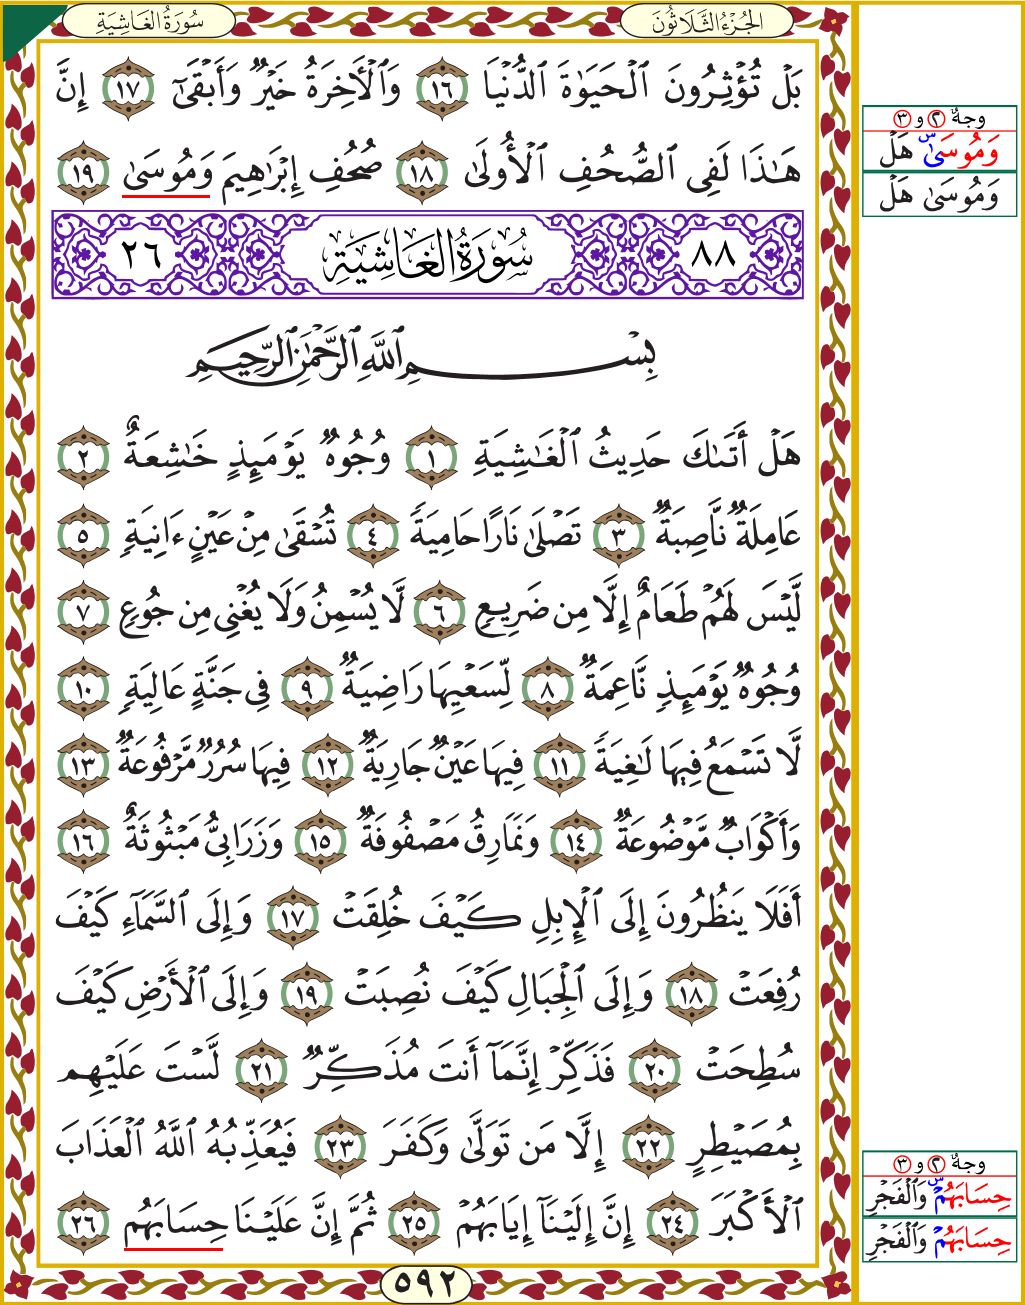 الجُزْءُ الثَّلَاثُونَ
سُورَةُ الغَاشِيَةِ
بَلْ تُؤْثِرُونَ ٱلْحَيَوٰةَ ٱلدُّنْيَا ١٦ وَٱلْأَخِرَةُ خَيْرٌ وَأَبْقَىٰٓ ١٧ إِنَّ
هَـٰذَا لَفِى ٱلصُّحُفِ ٱلْأُولَىٰ ١٨ صُحُفِ إِبْرَٰهِيمَ وَمُوسَىٰ ١٩
٨٨ سُورَةُ الغَاشِيَةِ ٢٦
بِسْمِ ٱللَّهِ ٱلرَّحْمَـٰنِ ٱلرَّحِيمِ
هَلْ أَتَىٰكَ حَدِيثُ ٱلْغَـٰشِيَةِ ١ وُجُوهٌ يَوْمَئِذٍ خَـٰشِعَةٌ ٢
عَامِلَةٌ نَّاصِبَةٌ ٣ تَصْلَىٰ نَارًا حَامِيَةً ٤ تُسْقَىٰ مِنْ عَيْنٍ ءَانِيَةٍ ٥
لَّيْسَ لَهُمْ طَعَامٌ إِلَّا مِن ضَرِيعٍ ٦ لَّا يُسْمِنُ وَلَا يُغْنِى مِن جُوعٍ ٧
وُجُوهٌ يَوْمَئِذٍ نَّاعِمَةٌ ٨ لِّسَعْيِهَا رَاضِيَةٌ ٩ فِى جَنَّةٍ عَالِيَةٍ ١٠
لَّا تَسْمَعُ فِيهَا لَـٰغِيَةً ١١ فِيهَا عَيْنٌ جَارِيَةٌ ١٢ فِيهَا سُرُرٌ مَّرْفُوعَةٌ ١٣
وَأَكْوَابٌ مَّوْضُوعَةٌ ١٤ وَنَمَارِقُ مَصْفُوفَةٌ ١٥ وَزَرَابِىُّ مَبْثُوثَةٌ ١٦
أَفَلَا يَنظُرُونَ إِلَى ٱلْإِبِلِ كَيْفَ خُلِقَتْ ١٧ وَإِلَى ٱلسَّمَآءِ كَيْفَ
رُفِعَتْ ١٨ وَإِلَى ٱلْجِبَالِ كَيْفَ نُصِبَتْ ١٩ وَإِلَى ٱلْأَرْضِ كَيْفَ
سُطِحَتْ ٢٠ فَذَكِّرْ إِنَّمَآ أَنتَ مُذَكِّرٌ ٢١ لَّسْتَ عَلَيْهِم
بِمُصَيْطِرٍ ٢٢ إِلَّا مَن تَوَلَّىٰ وَكَفَرَ ٢٣ فَيُعَذِّبُهُ ٱللَّهُ ٱلْعَذَابَ
ٱلْأَكْبَرَ ٢٤ إِنَّ إِلَيْنَآ إِيَابَهُمْ ٢٥ ثُمَّ إِنَّ عَلَيْنَا حِسَابَهُم ٢٦
٥٩٢
وجهٌ ٢ و ٣
وَمُوسَىٰ س هَلْ
وَمُوسَىٰ هَلْ
وجهٌ ٢ و ٣
حِسَابَهُمْ س وَٱلْفَجْرِ
حِسَابَهُمْ وَٱلْفَجْرِ